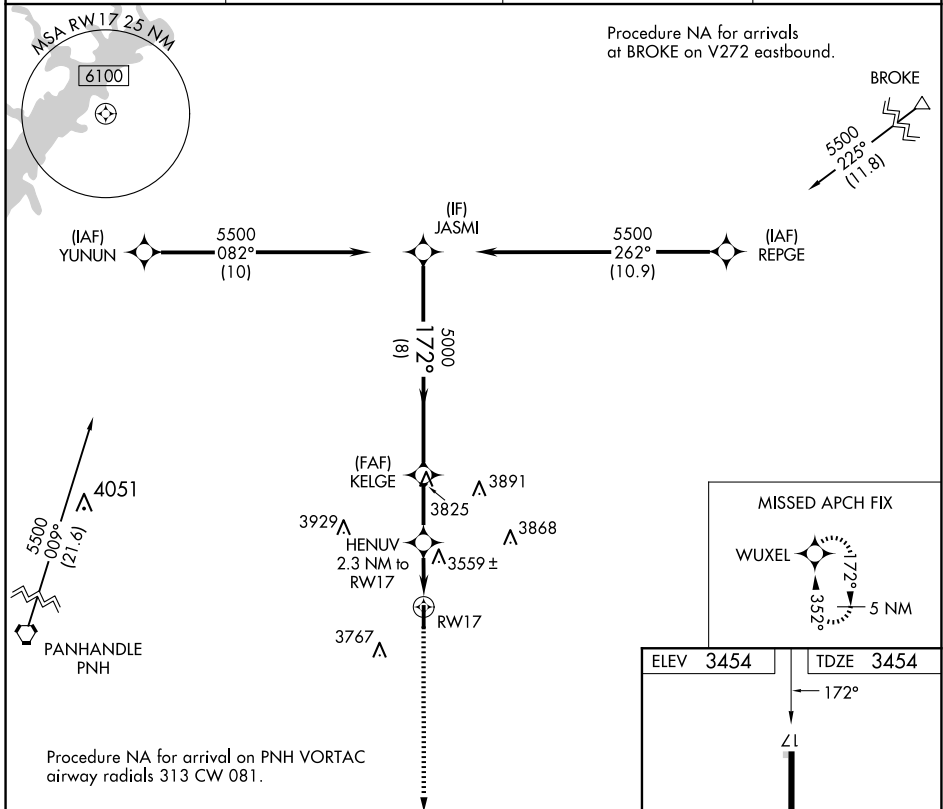 MSA RW17 25 NM
6100
Procedure NA for arrivals
at BROKE on V272 eastbound.
BROKE
5500
225°
(11.8)
(IAF)
YUNUN
5500
082°
(10)
(IF)
JASMI
5500
262°
(10.9)
(IAF)
REPGE
5000
172°
(8)
4051
5500
009°
(21.6)
PANHANDLE
PNH
(FAF)
KELGE
3825
3891
3929
HENUV
2.3 NM to
RW17
3559 ±
3868
RW17
3767
MISSED APCH FIX
WUXEL
172°
352°
5 NM
ELEV 3454
TDZE 3454
172°
17
Procedure NA for arrival on PNH VORTAC
airway radials 313 CW 081.